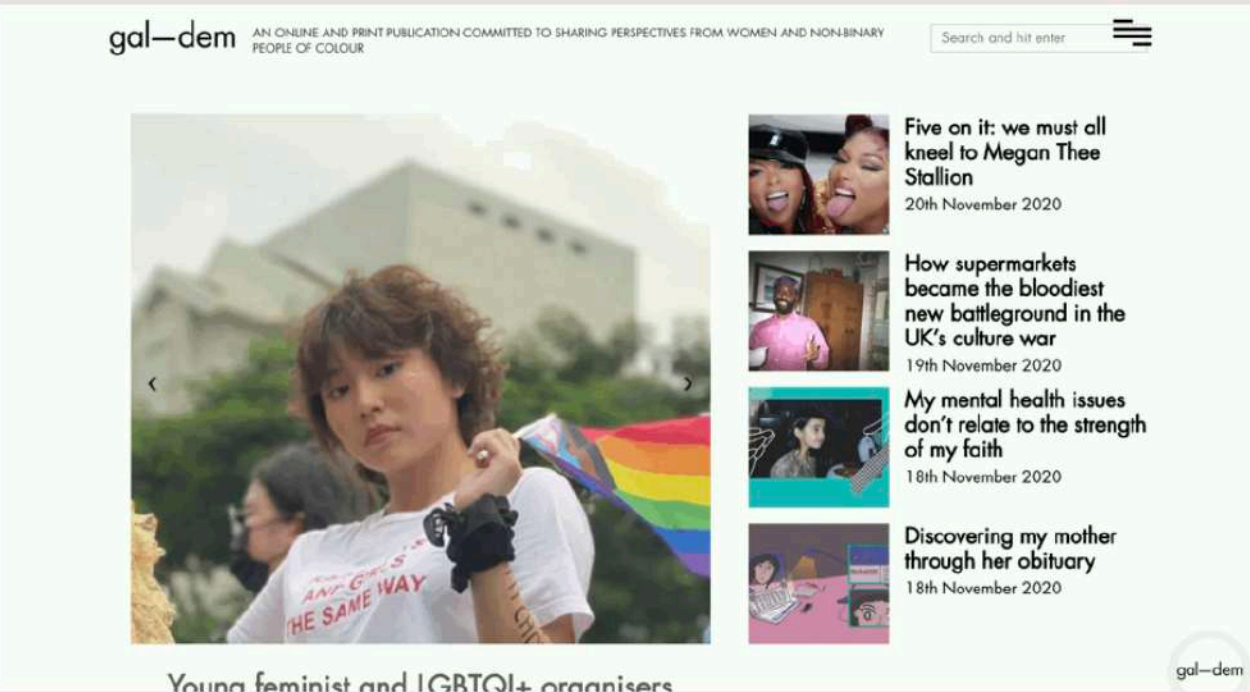 gal—dem
AN ONLINE AND PRINT PUBLICATION COMMITTED TO SHARING PERSPECTIVES FROM WOMEN AND NON-BINARY
PEOPLE OF COLOUR
Search and hit enter
Five on it: we must all
kneel to Megan Thee
Stallion
20th November 2020
How supermarkets
became the bloodiest
new battleground in the
UK's culture war
19th November 2020
My mental health issues
don't relate to the strength
of my faith
18th November 2020
Discovering my mother
through her obituary
18th November 2020
THE SAME WAY
Young feminist and LGBTQI+ organisers
gal—dem